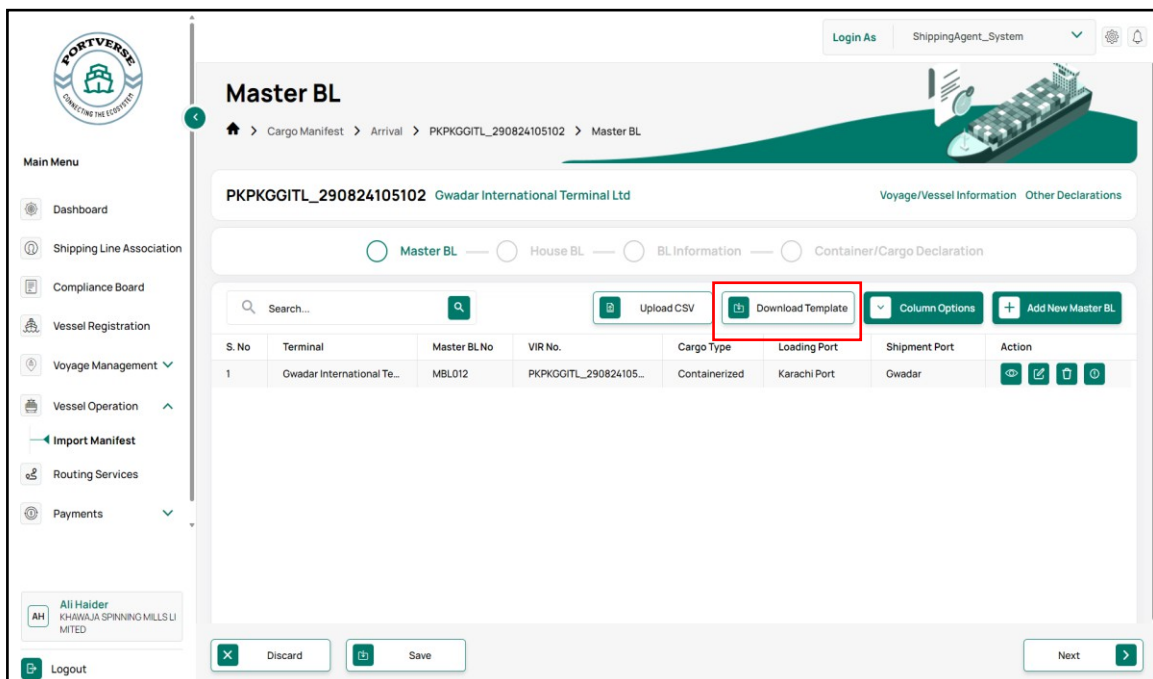 PORTVERSE
CONNECTING THE ECOSYSTEM
Login As ShippingAgent_System
Master BL
> Cargo Manifest > Arrival > PKPKGGITL_290824105102 > Master BL
Main Menu
Dashboard
Shipping Line Association
Compliance Board
Vessel Registration
Voyage Management
Vessel Operation
Import Manifest
Routing Services
Payments
Ali Haider
AH KHAWAJA SPINNING MILLS LI
MITED
Logout
PKPKGGITL_290824105102 Gwadar International Terminal Ltd Voyage/Vessel Information Other Declarations
Master BL House BL BL Information Container/Cargo Declaration
Search... Upload CSV Download Template Column Options + Add New Master BL
S. No Terminal Master BL No VIR No. Cargo Type Loading Port Shipment Port Action
1 Gwadar International Te... MBL012 PKPKGGITL_290824105... Containerized Karachi Port Gwadar
Discard Save Next